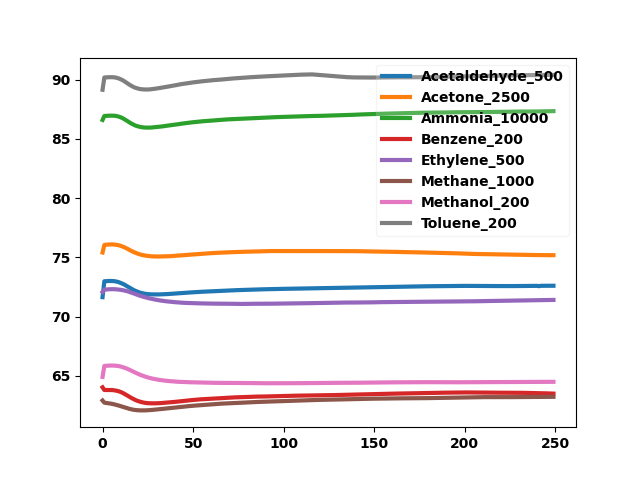 90
85
80
75
70
65
0 50 100 150 200 250
Acetaldehyde_500
Acetone_2500
Ammonia_10000
Benzene_200
Ethylene_500
Methane_1000
Methanol_200
Toluene_200